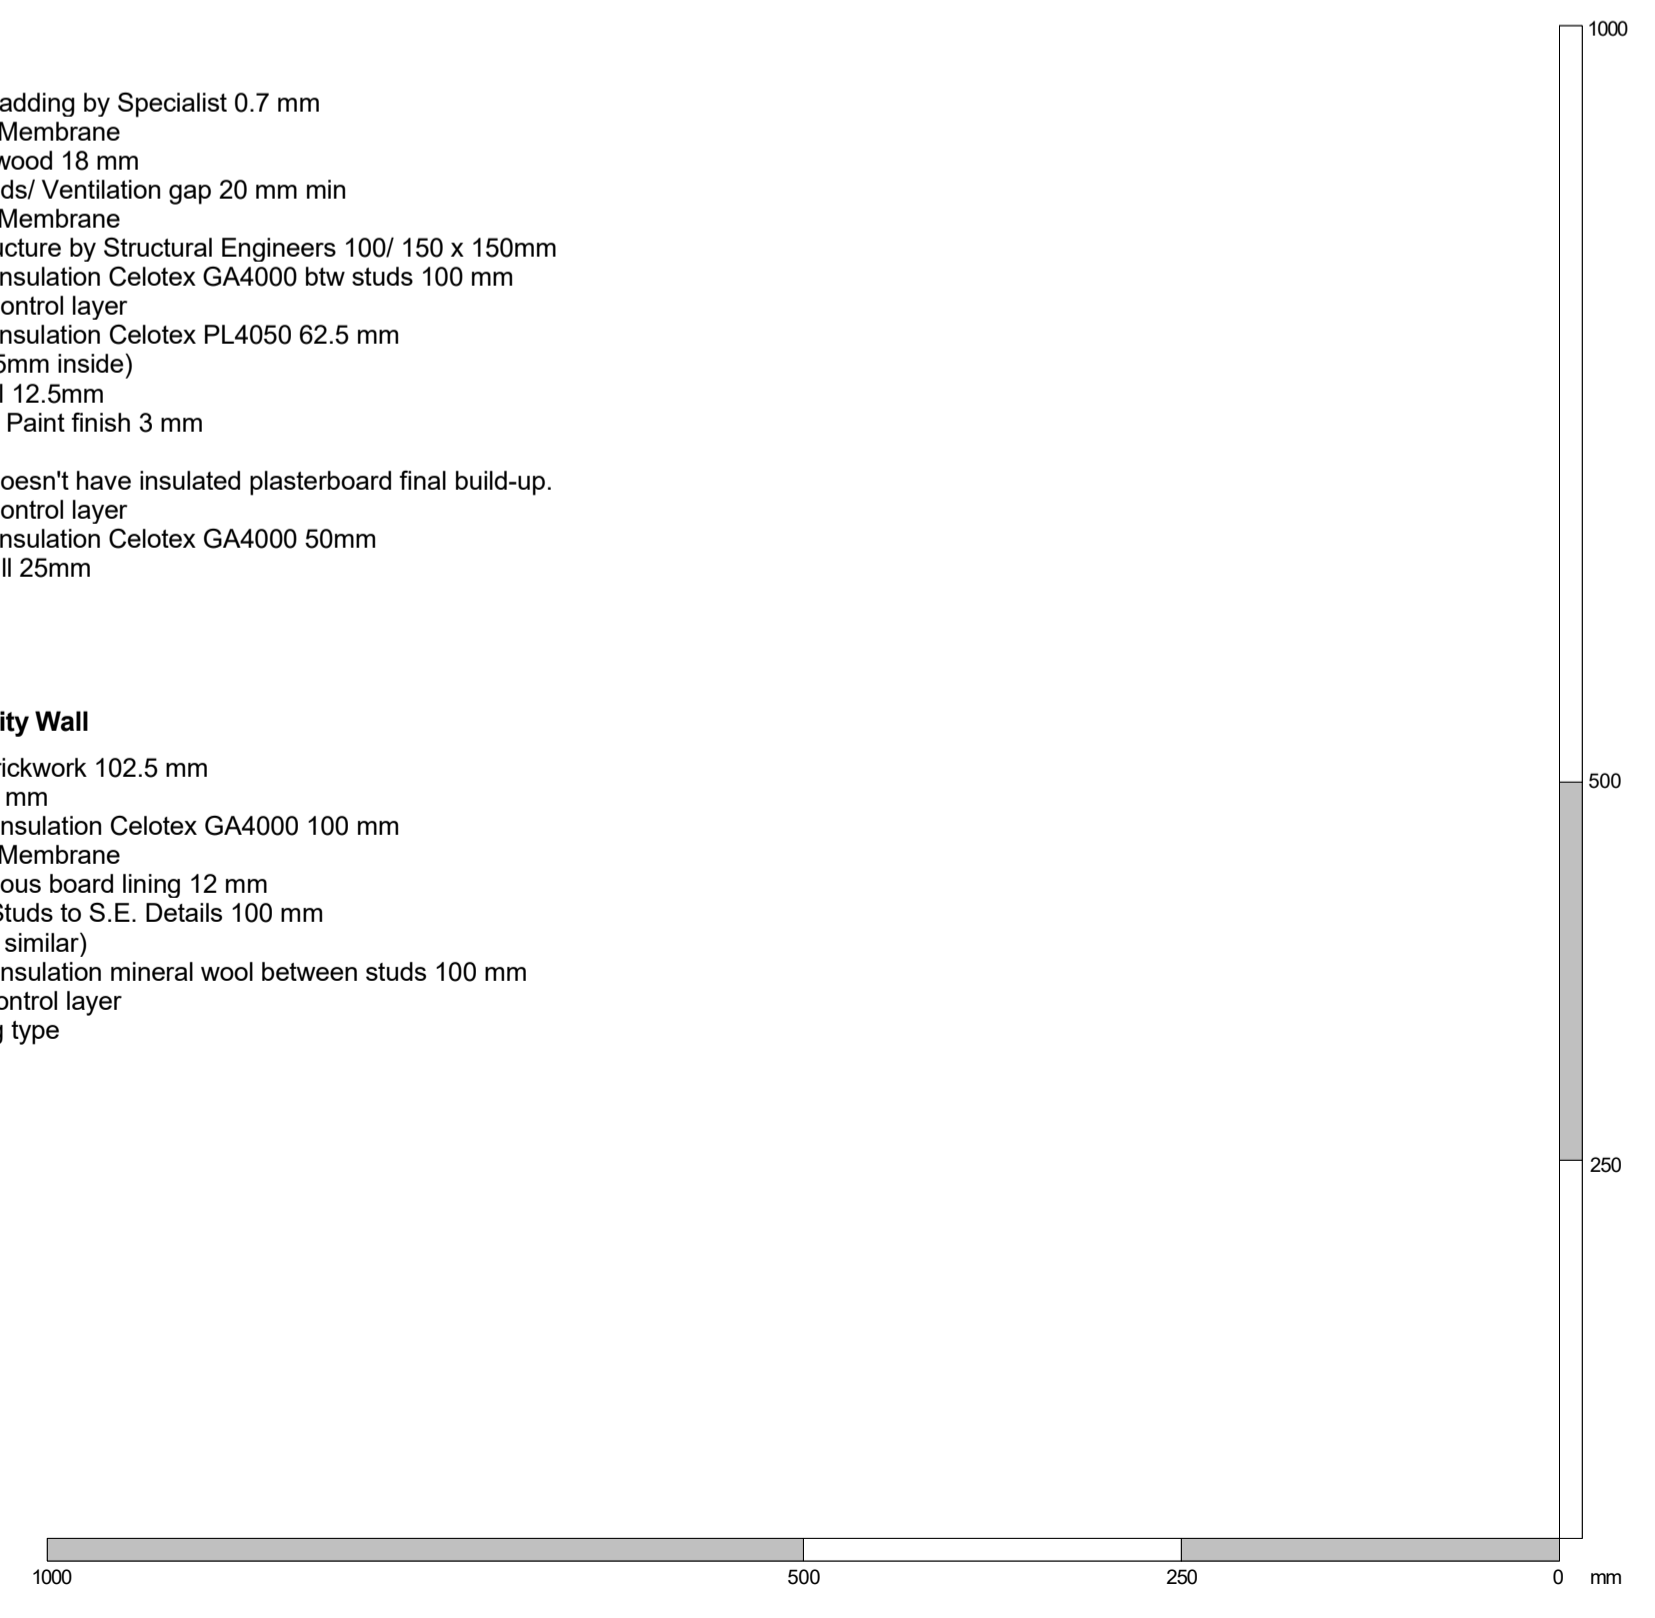 1000
adding by Specialist 0.7 mm
Membrane
wood 18 mm
ds/ Ventilation gap 20 mm min
Membrane
ucture by Structural Engineers 100/ 150 x 150mm
nsulation Celotex GA4000 btw studs 100 mm
ontrol layer
nsulation Celotex PL4050 62.5 mm
5mm inside)
l 12.5mm
Paint finish 3 mm
oesn't have insulated plasterboard final build-up.
ontrol layer
nsulation Celotex GA4000 50mm
ll 25mm
ity Wall
rickwork 102.5 mm
mm
nsulation Celotex GA4000 100 mm
Membrane
ous board lining 12 mm
Studs to S.E. Details 100 mm
similar)
nsulation mineral wool between studs 100 mm
ontrol layer
g type
500
250
1000 500 250 0 mm